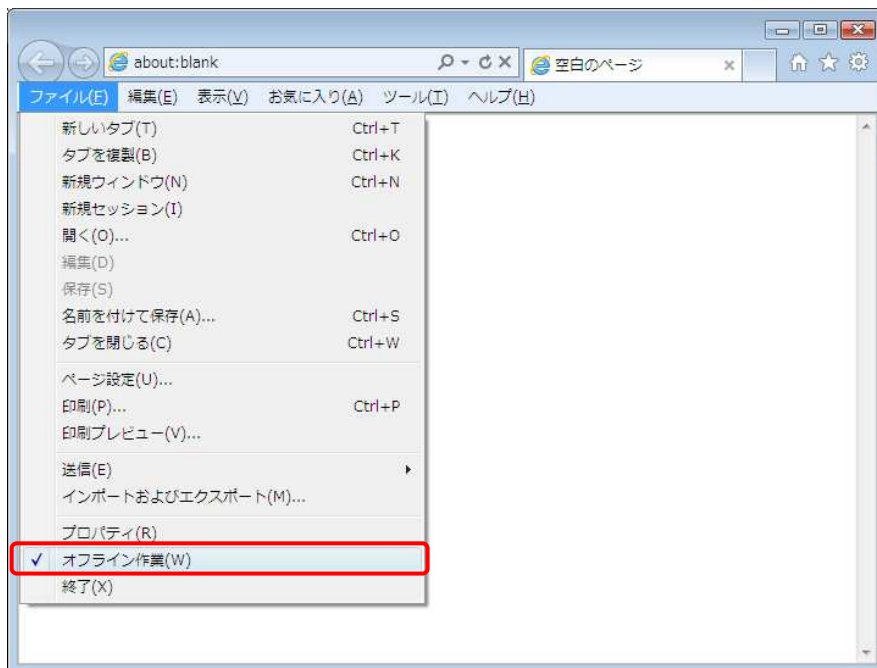 about:blank
空白のページ
ファイル(F) 編集(E) 表示(V) お気に入り(A) ツール(T) ヘルプ(H)
新しいタブ(T) Ctrl+T
タブを複製(B) Ctrl+K
新規ウィンドウ(N) Ctrl+N
新規セッション(I)
開く(O)... Ctrl+O
編集(D)
保存(S)
名前を付けて保存(A)... Ctrl+S
タブを閉じる(C) Ctrl+W
ページ設定(U)...
印刷(P)... Ctrl+P
印刷プレビュー(V)...
送信(E)
インポートおよびエクスポート(M)...
プロパティ(R)
オフライン作業(W)
終了(X)